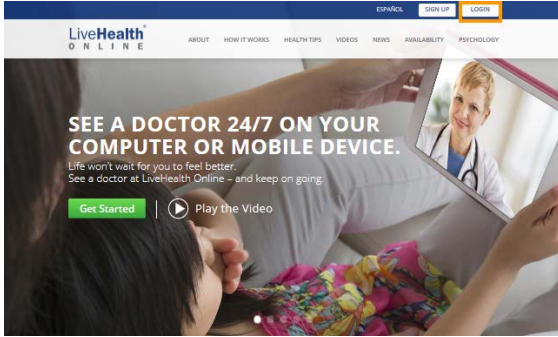 ESPAÑOL SIGN UP LOGIN
LiveHealth®
ONLINE
ABOUT HOW IT WORKS HEALTH TIPS VIDEOS NEWS AVAILABILITY PSYCHOLOGY
SEE A DOCTOR 24/7 ON YOUR
COMPUTER OR MOBILE DEVICE.
Life won't wait for you to feel better.
See a doctor at LiveHealth Online – and keep on going.
Get Started Play the Video